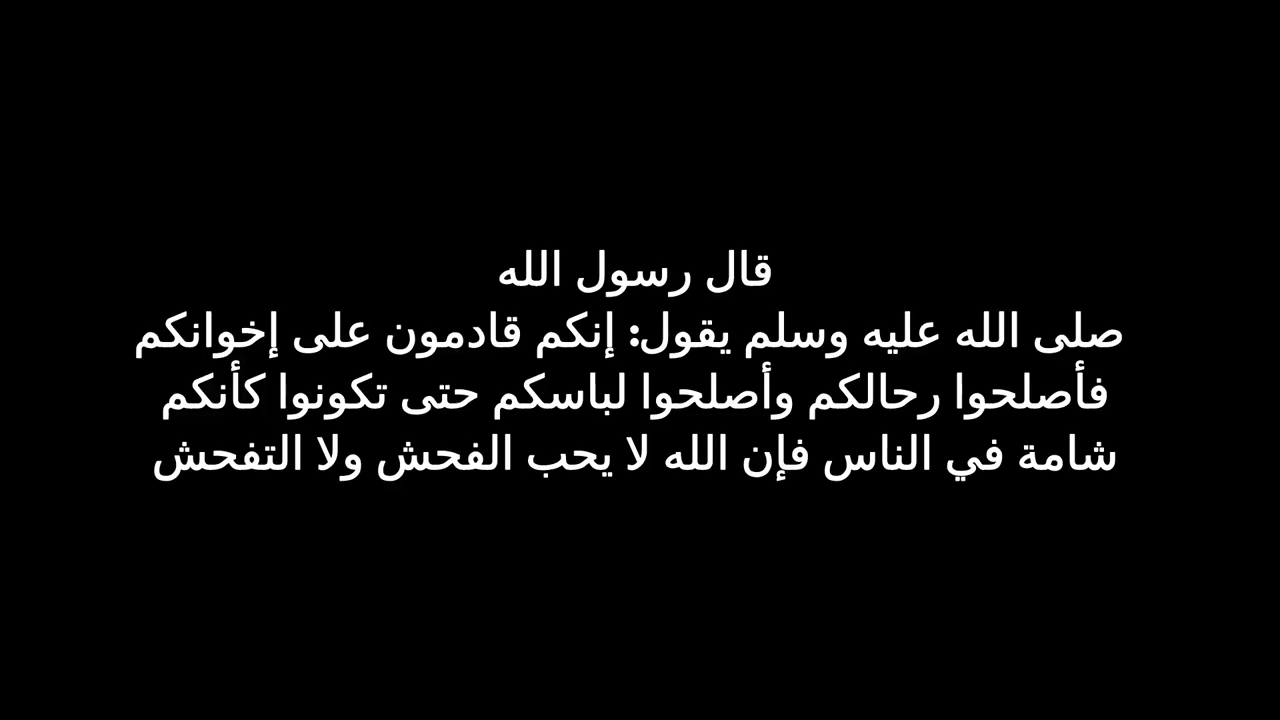 قال رسول الله
صلى الله عليه وسلم يقول: إنكم قادمون على إخوانكم
فأصلحوا رحالكم وأصلحوا لباسكم حتى تكونوا كأنكم
شامة في الناس فإن الله لا يحب الفحش ولا التفحش